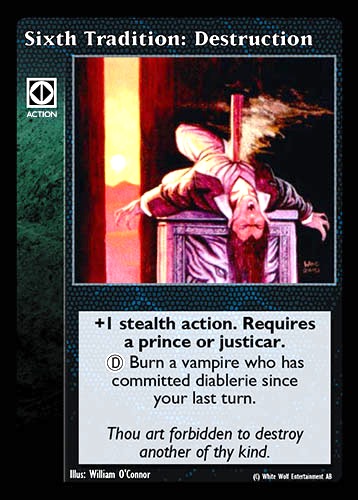 Sixth Tradition: Destruction
ACTION
+1 stealth action. Requires
a prince or justicar.
Ⓓ Burn a vampire who has
committed diablerie since
your last turn.
Thou art forbidden to destroy
another of thy kind.
Illus: William O'Connor
(C) White Wolf Entertainment AB